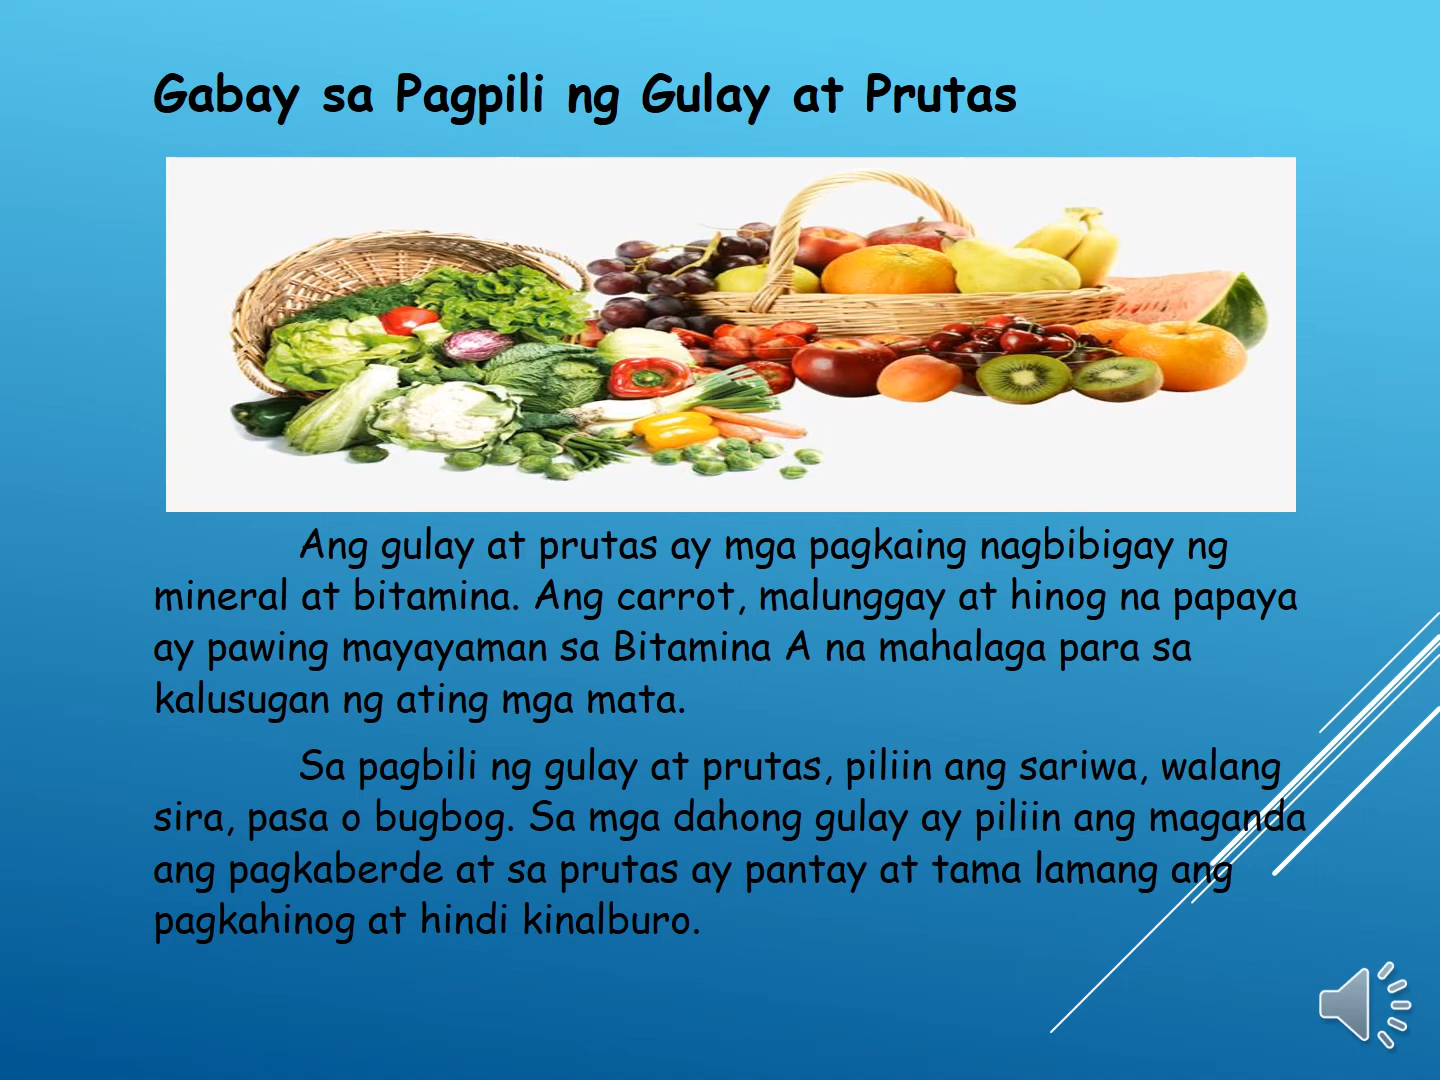 Gabay sa Pagpili ng Gulay at Prutas
Ang gulay at prutas ay mga pagkaing nagbibigay ng
mineral at bitamina. Ang carrot, malunggay at hinog na papaya
ay pawing mayayaman sa Bitamina A na mahalaga para sa
kalusugan ng ating mga mata.
Sa pagbili ng gulay at prutas, piliin ang sariwa, walang
sira, pasa o bugbog. Sa mga dahong gulay ay piliin ang maganda
ang pagkaberde at sa prutas ay pantay at tama lamang ang
pagkahinog at hindi kinalburo.